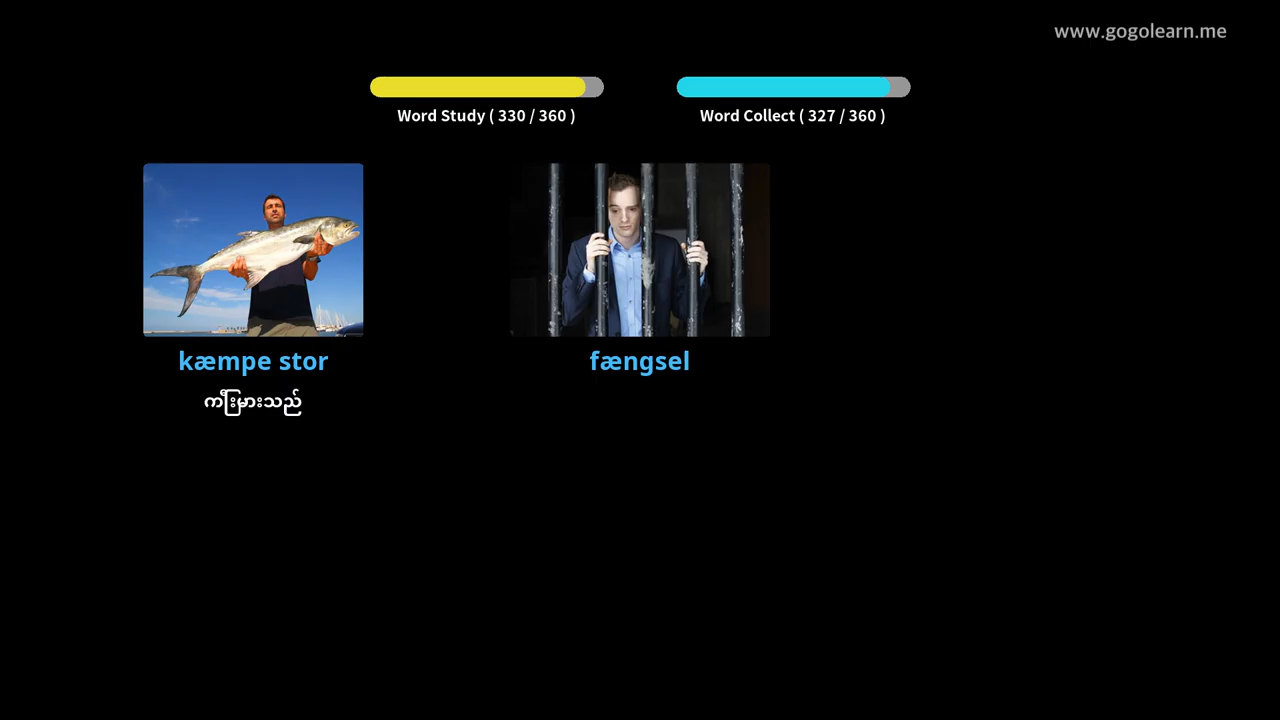 www.gogolearn.me
Word Study ( 330 / 360 )
Word Collect ( 327 / 360 )
kæmpe stor
fængsel
ကြီးမားသည်